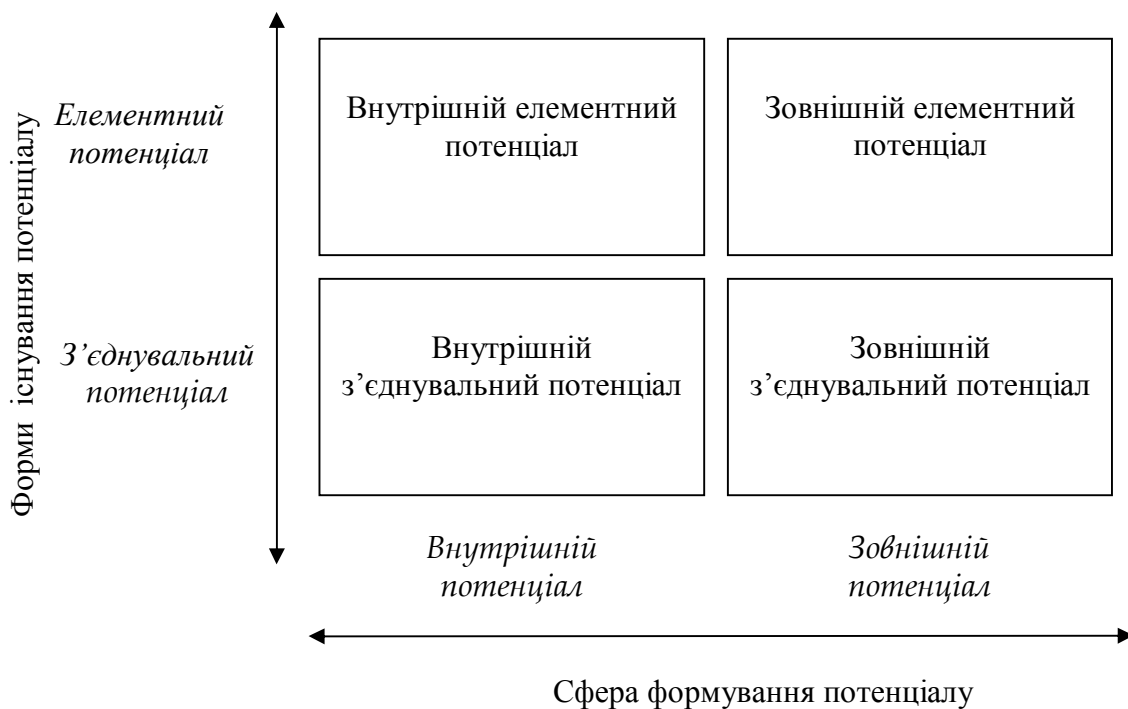 Форми існування потенціалу
Елементний
потенціал
Внутрішній елементний
потенціал
Зовнішній елементний
потенціал
З’єднувальний
потенціал
Внутрішній
з’єднувальний потенціал
Зовнішній
з’єднувальний потенціал
Внутрішній
потенціал
Зовнішній
потенціал
Сфера формування потенціалу